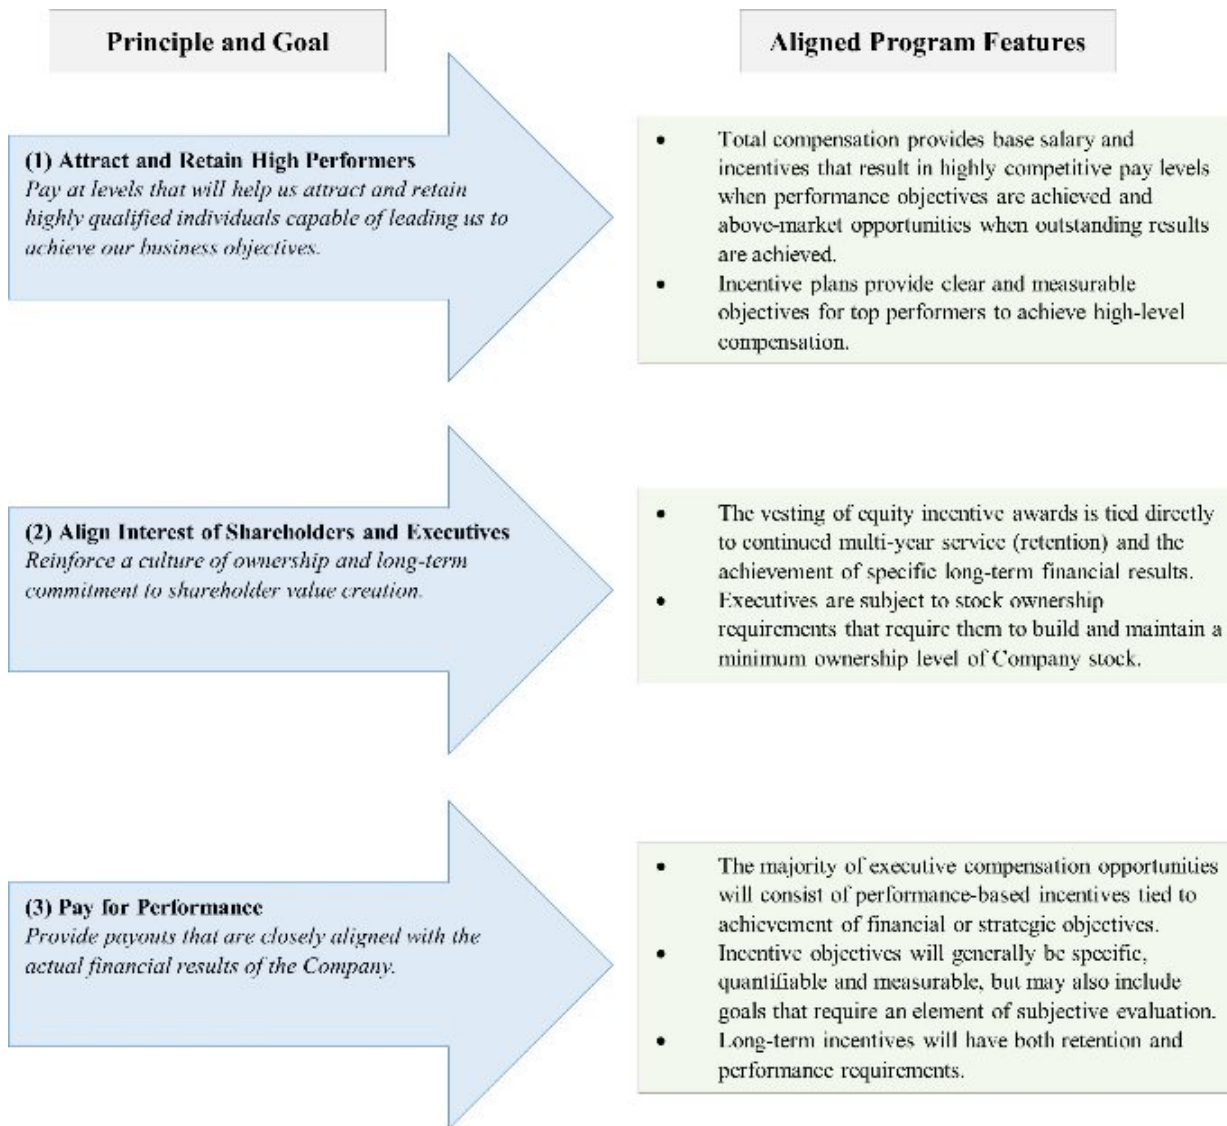 Principle and Goal
Aligned Program Features
(1) Attract and Retain High Performers
Pay at levels that will help us attract and retain
highly qualified individuals capable of leading us to
achieve our business objectives.
• Total compensation provides base salary and
incentives that result in highly competitive pay levels
when performance objectives are achieved and
above-market opportunities when outstanding results
are achieved.
• Incentive plans provide clear and measurable
objectives for top performers to achieve high-level
compensation.
(2) Align Interest of Shareholders and Executives
Reinforce a culture of ownership and long-term
commitment to shareholder value creation.
• The vesting of equity incentive awards is tied directly
to continued multi-year service (retention) and the
achievement of specific long-term financial results.
• Executives are subject to stock ownership
requirements that require them to build and maintain a
minimum ownership level of Company stock.
(3) Pay for Performance
Provide payouts that are closely aligned with the
actual financial results of the Company.
• The majority of executive compensation opportunities
will consist of performance-based incentives tied to
achievement of financial or strategic objectives.
• Incentive objectives will generally be specific,
quantifiable and measurable, but may also include
goals that require an element of subjective evaluation.
• Long-term incentives will have both retention and
performance requirements.